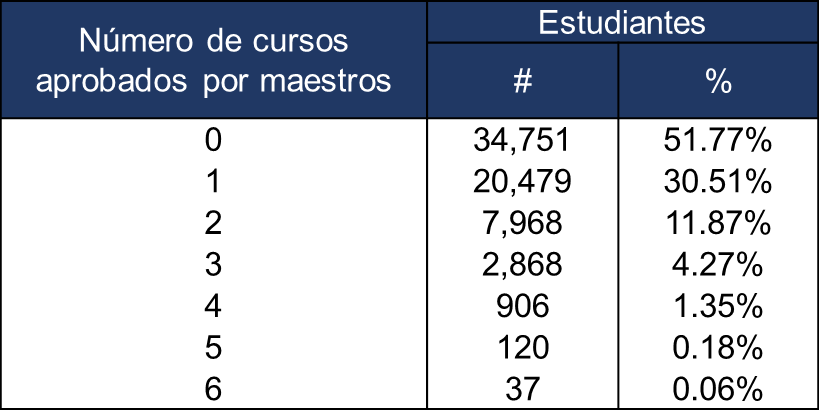 Número de cursos
aprobados por maestros
Estudiantes
# %
0 34,751 51.77%
1 20,479 30.51%
2 7,968 11.87%
3 2,868 4.27%
4 906 1.35%
5 120 0.18%
6 37 0.06%